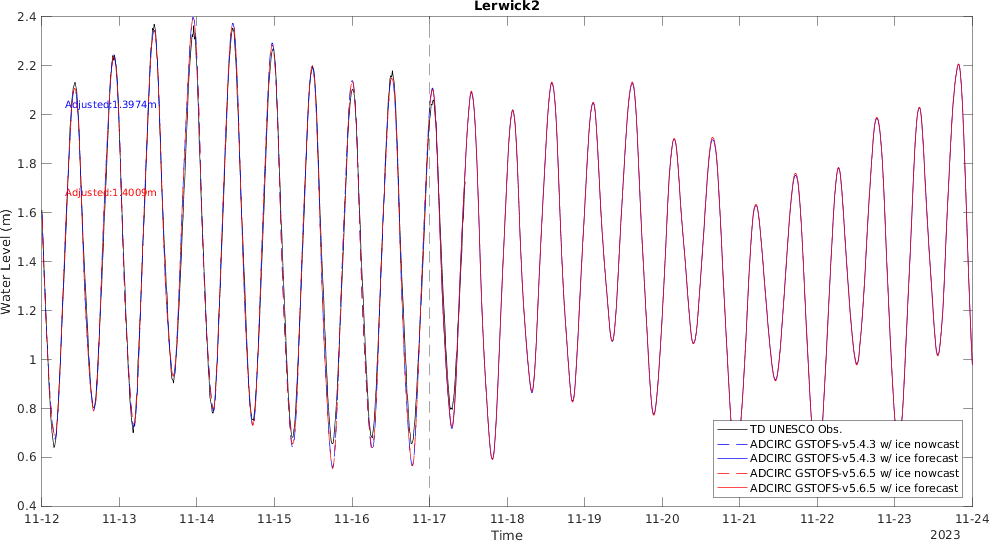 Lerwick2
2.4
2.2
2
1.8
1.6
1.4
1.2
1
0.8
0.6
0.4
Water Level (m)
Adjusted:1.3974m
Adjusted:1.4009m
TD UNESCO Obs.
ADCIRC GSTOFS-v5.4.3 w/ ice nowcast
ADCIRC GSTOFS-v5.4.3 w/ ice forecast
ADCIRC GSTOFS-v5.6.5 w/ ice nowcast
ADCIRC GSTOFS-v5.6.5 w/ ice forecast
11-12 11-13 11-14 11-15 11-16 11-17 11-18 11-19 11-20 11-21 11-22 11-23 11-24
Time
2023